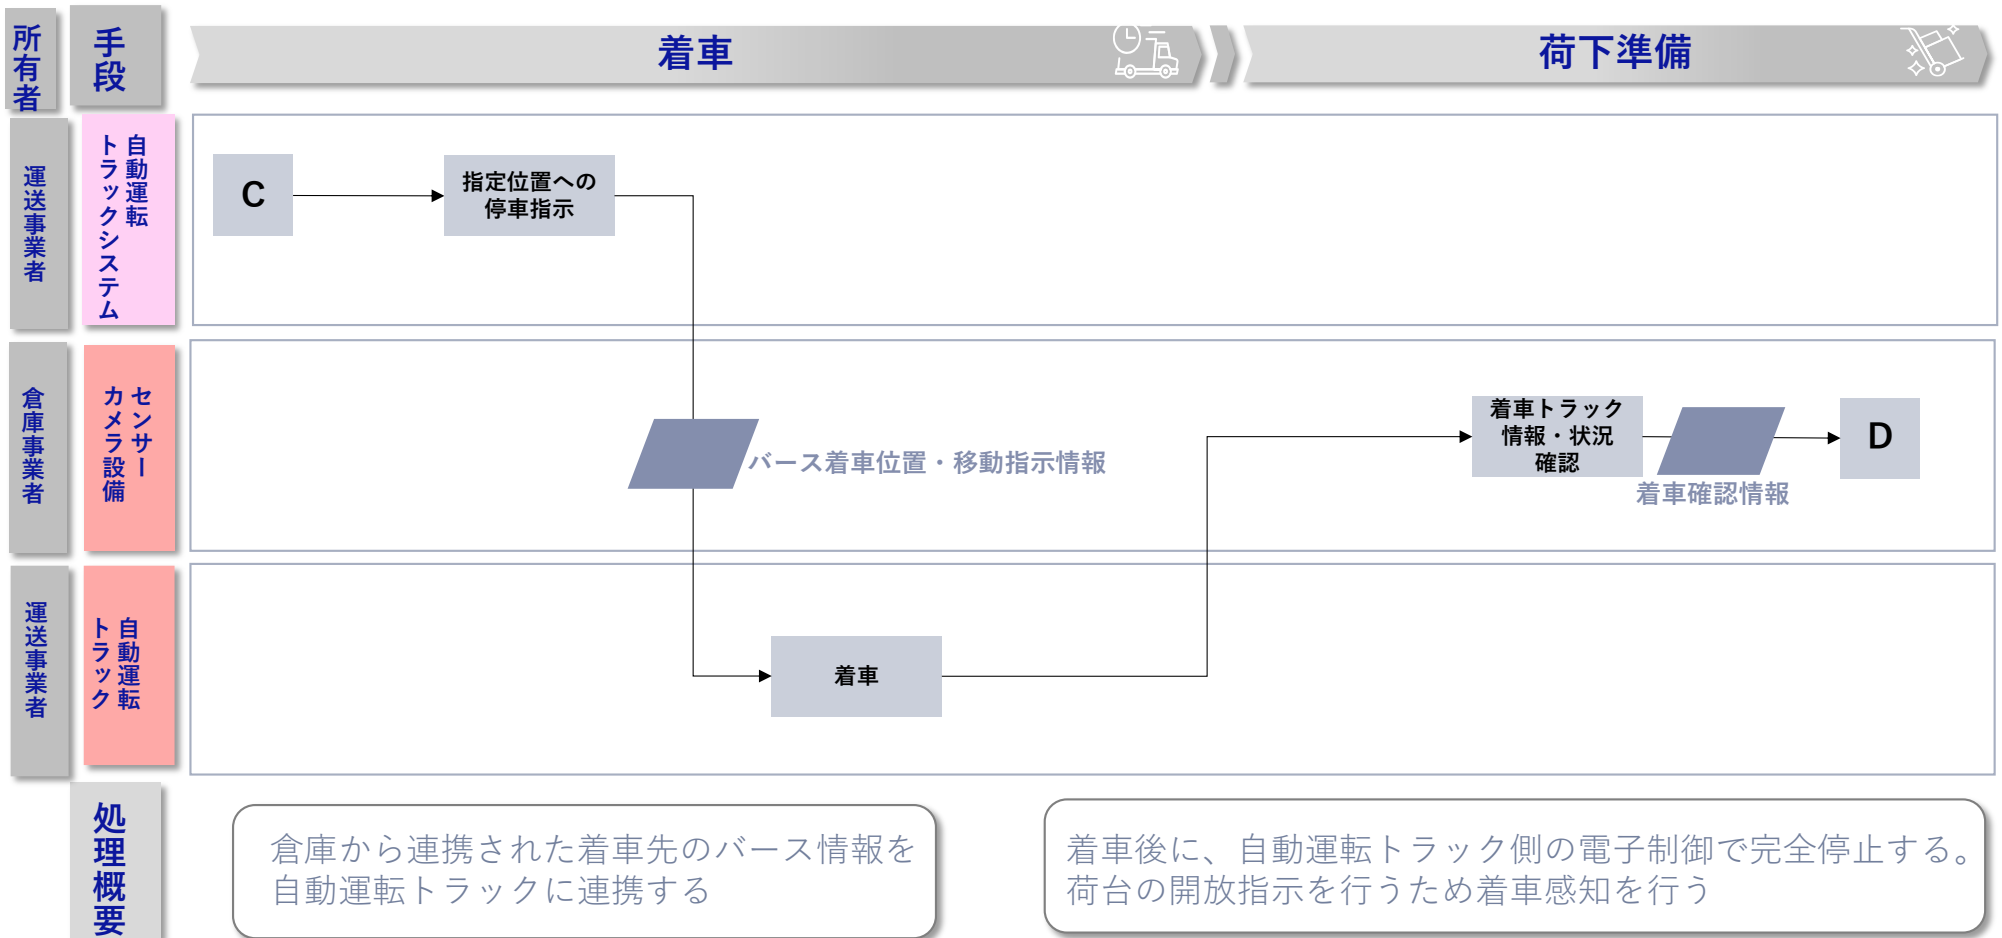 所有者
手段
着車
荷下準備
運送事業者
自動運転
トラックシステム
C
指定位置への
停車指示
倉庫事業者
センサー
カメラ設備
バース着車位置・移動指示情報
着車トラック
情報・状況
確認
着車確認情報
D
運送事業者
自動運転
トラック
着車
処理概要
倉庫から連携された着車先のバース情報を
自動運転トラックに連携する
着車後に、自動運転トラック側の電子制御で完全停止する。
荷台の開放指示を行うため着車感知を行う